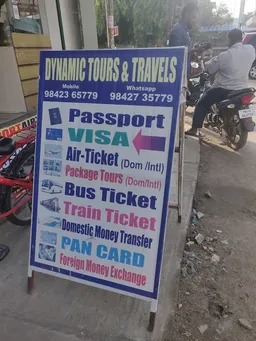 DYNAMIC TOURS & TRAVELS
Mobile Whatsapp
98423 65779 98427 35779
Passport
VISA
Air-Ticket (Dom /Intl)
Package Tours (Dom/Intl)
Bus Ticket
Train Ticket
Domestic Money Transfer
PAN CARD
Foreign Money Exchange